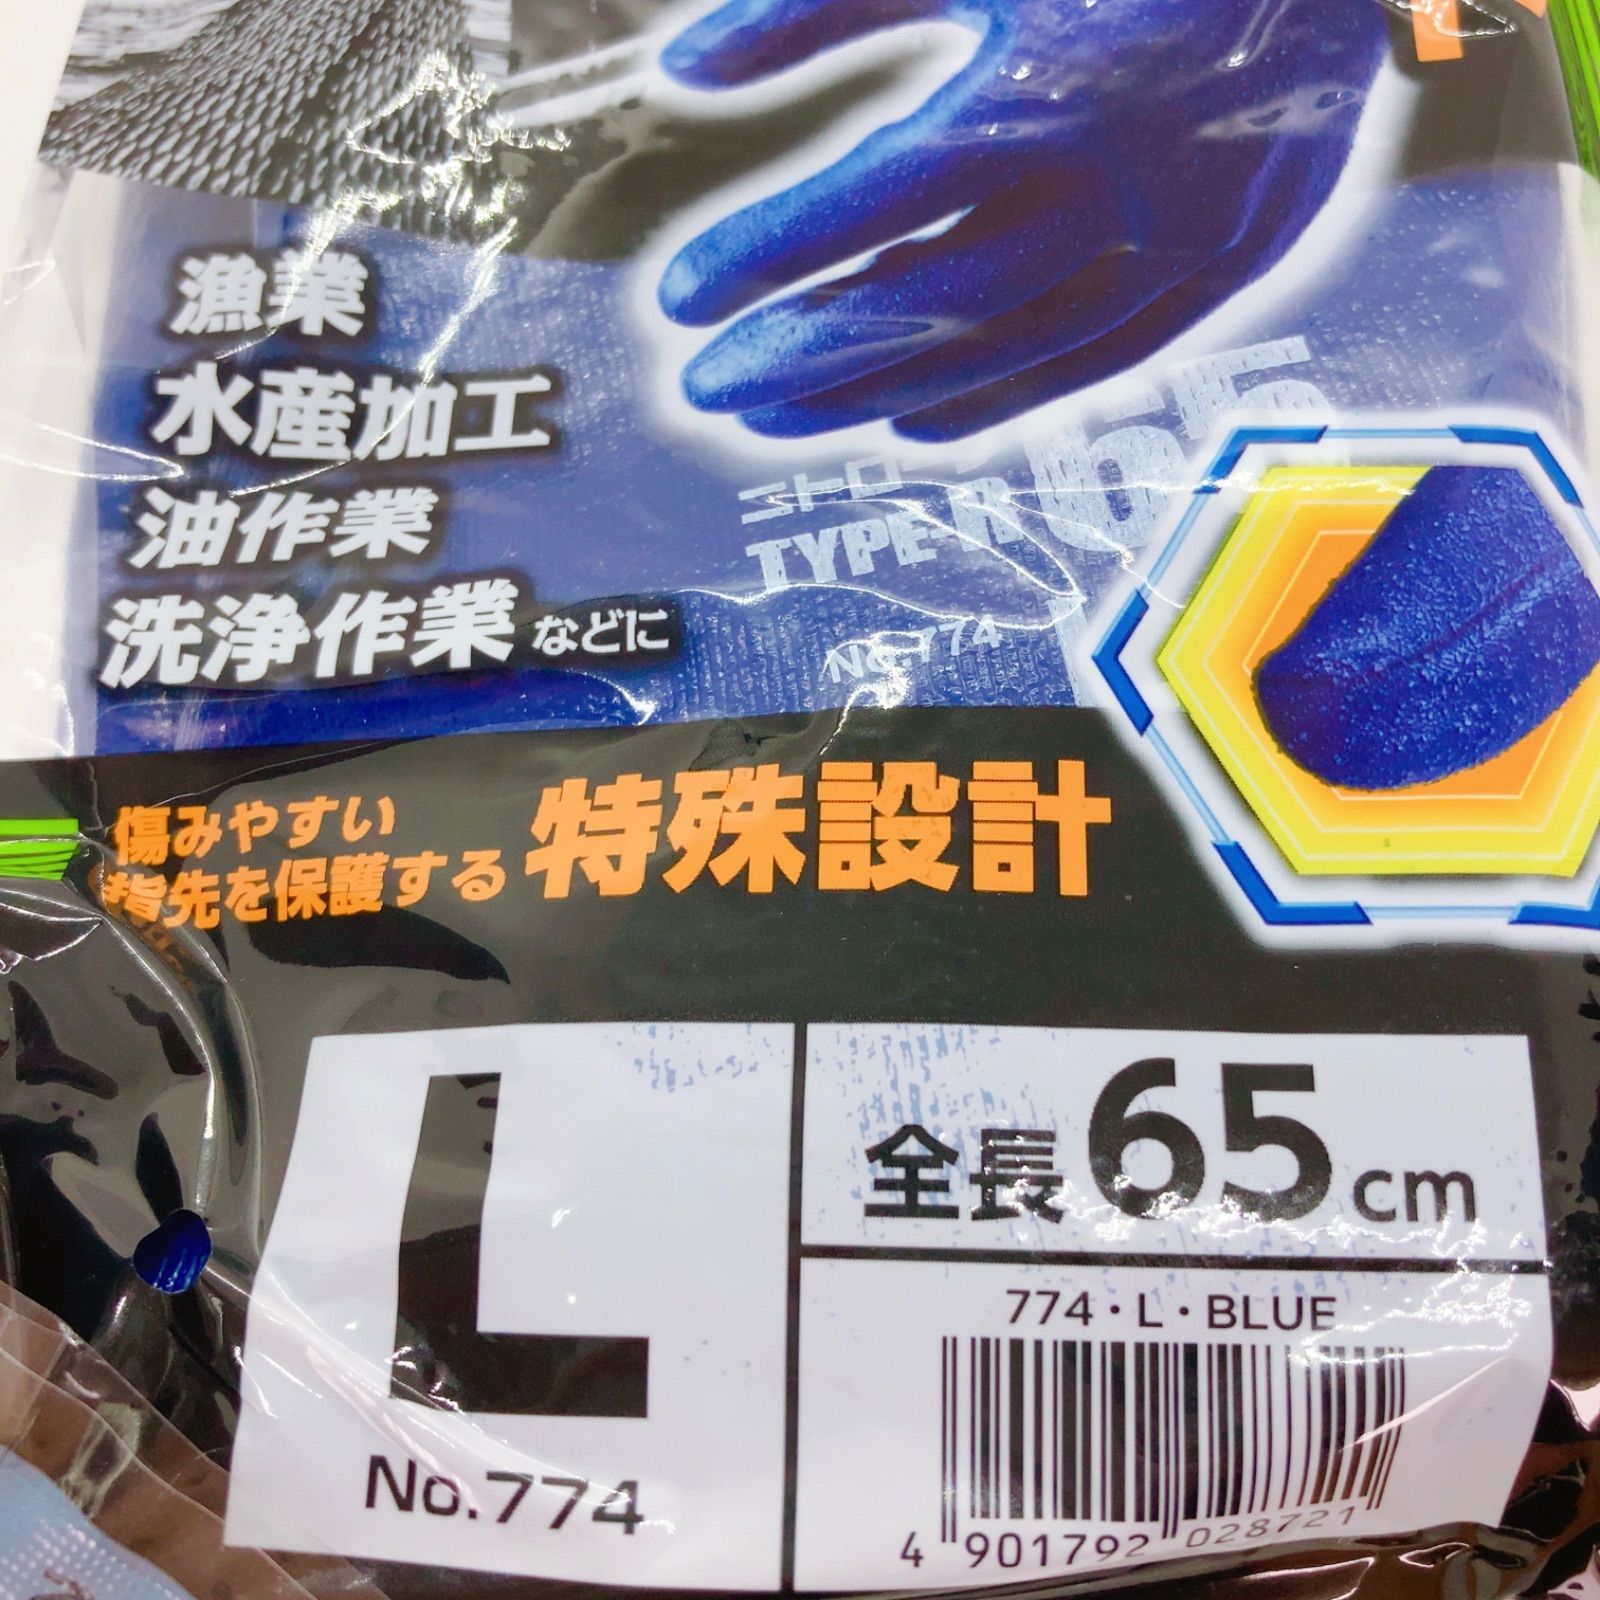 漁業
水産加工
油作業
洗浄作業などに
ニトロ
TYPE-R 65
No.774
傷みやすい
指先を保護する特殊設計
L
No.774
全長65cm
774・L・BLUE
4 901792 028721